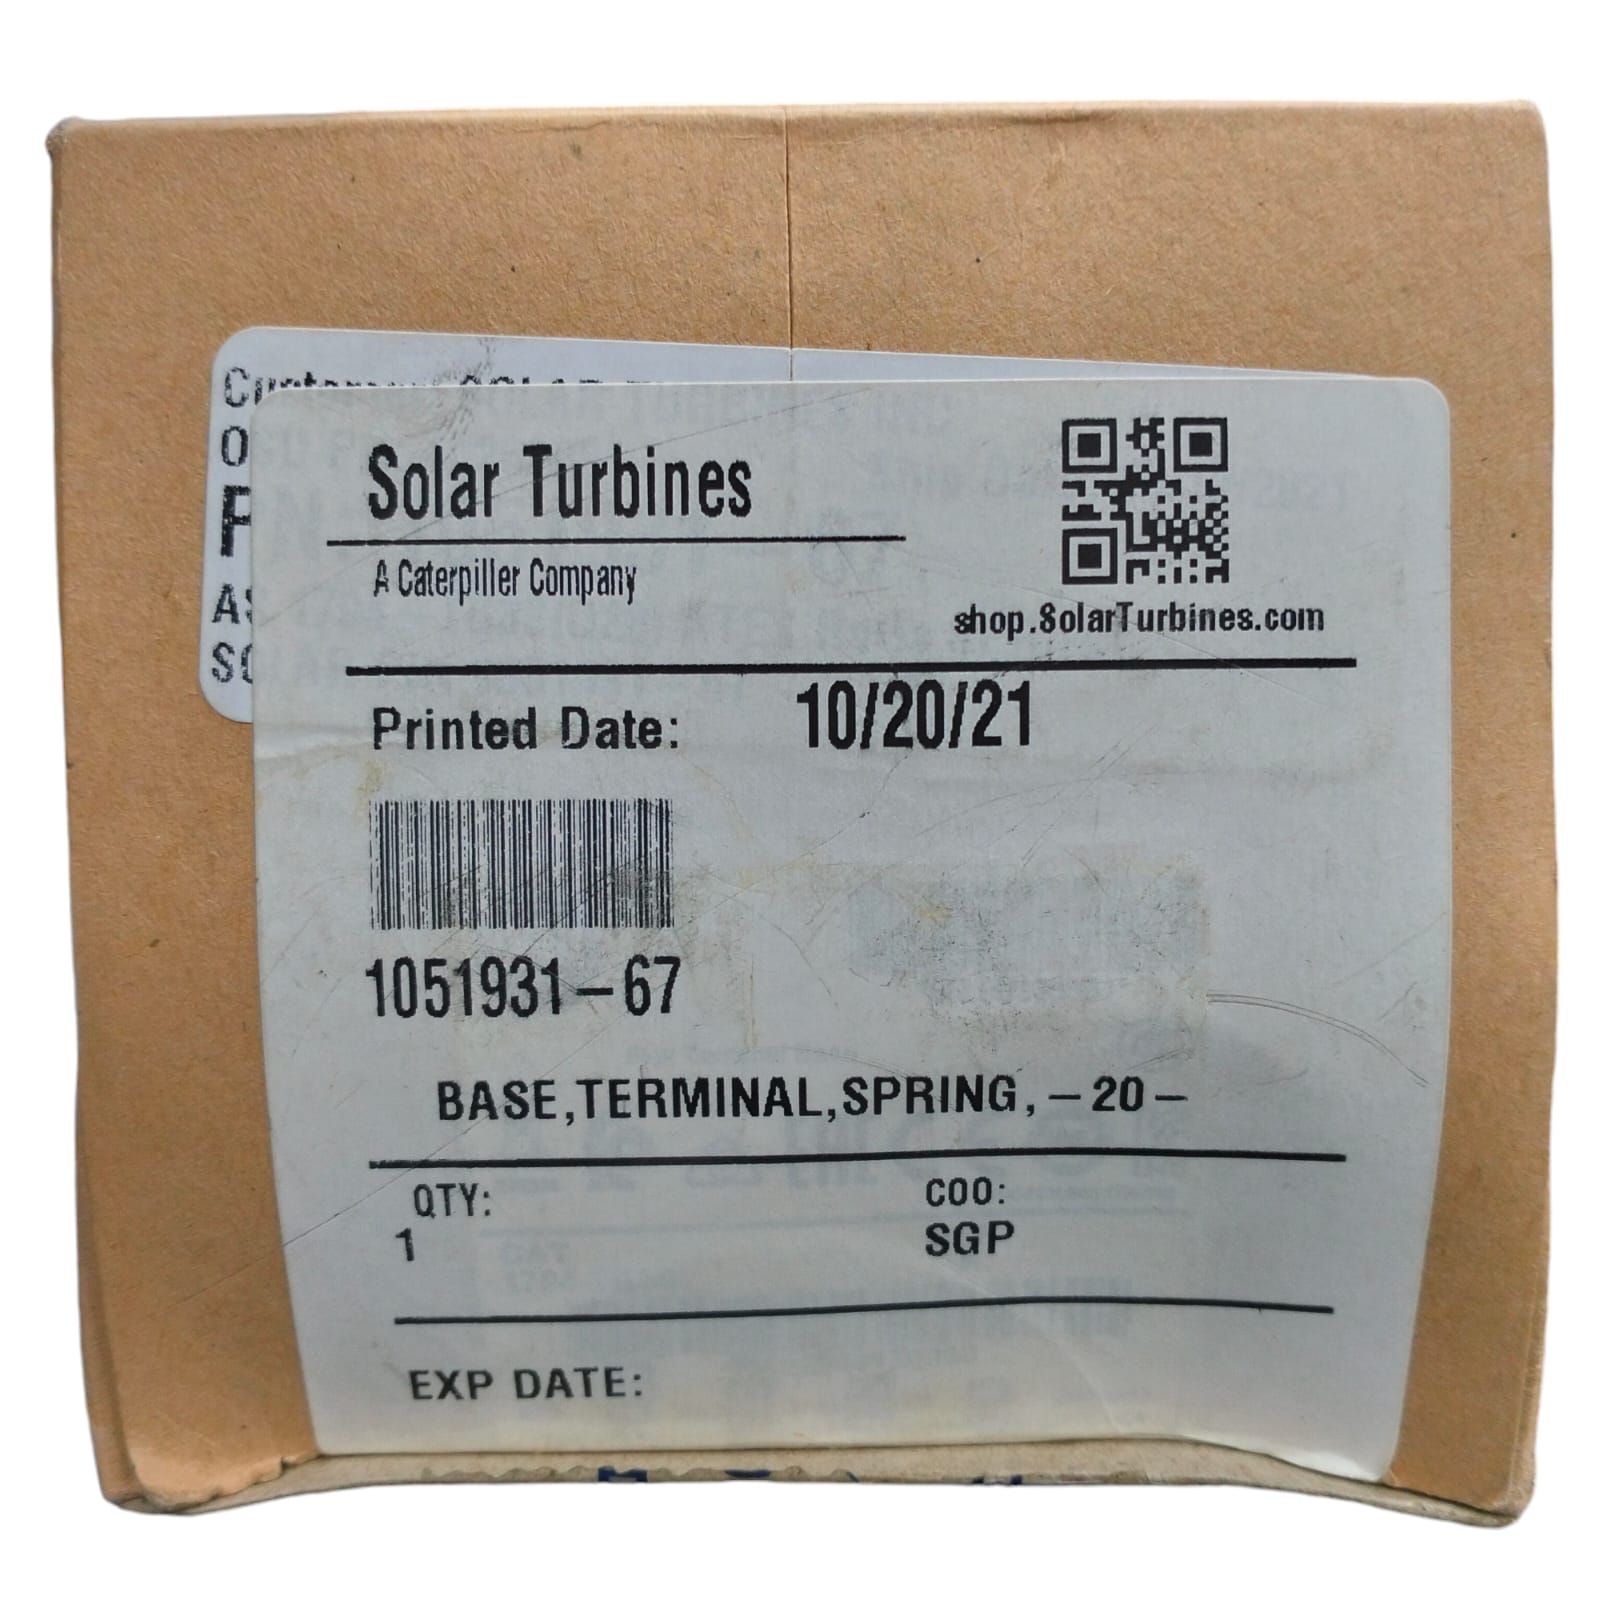 O
F
Solar Turbines
A Caterpiller Company
shop.SolarTurbines.com
Printed Date: 10/20/21
1051931-67
BASE,TERMINAL,SPRING,-20-
QTY: COO:
1 SGP
EXP DATE: